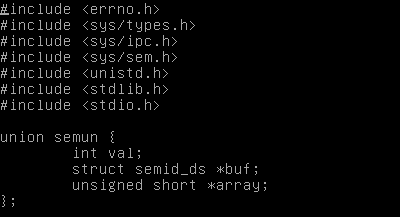 #include <errno.h>
#include <sys/types.h>
#include <sys/ipc.h>
#include <sys/sem.h>
#include <unistd.h>
#include <stdlib.h>
#include <stdio.h>

union semun {
        int val;
        struct semid_ds *buf;
        unsigned short *array;
};